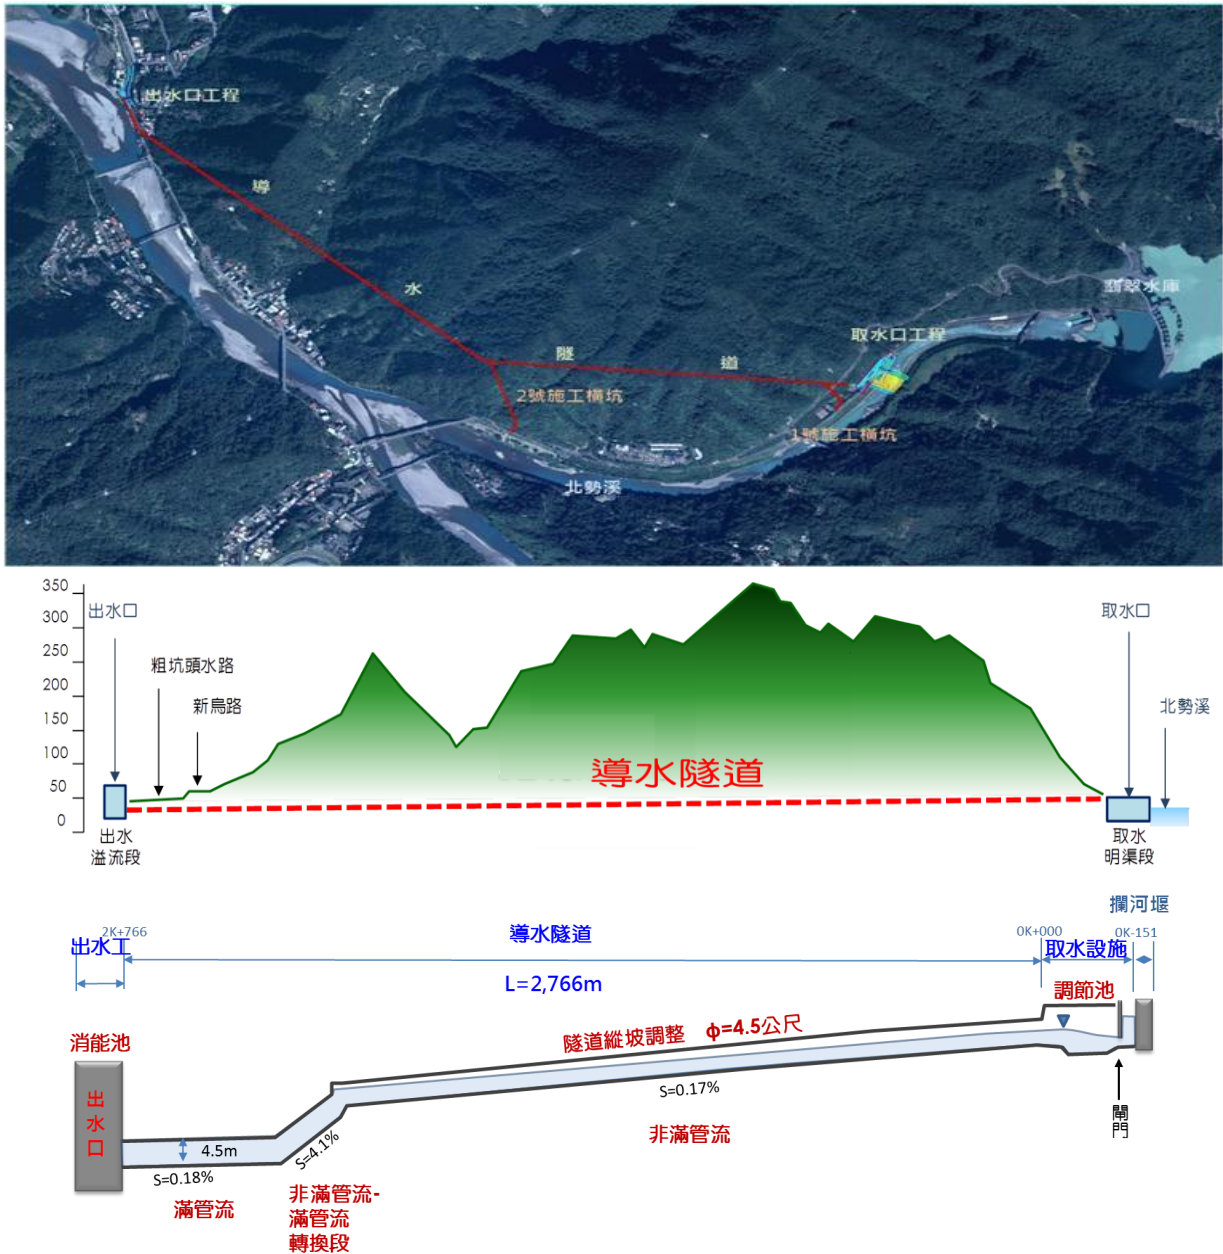 出水口工程
導
水
隧
道
翡翠水庫
取水口工程
2號施工橫坑
1號施工橫坑
北勢溪
350
300
250
200
150
100
50
0
出水口
粗坑頭水路
新烏路
取水口
北勢溪
導水隧道
出水
溢流段
取水
明渠段
攔河堰
2K+766
出水工
導水隧道
0K+000
取水設施
0K-151
L=2,766m
調節池
消能池
隧道縱坡調整 ϕ=4.5公尺
出水口
4.5m
S=0.18%
S=4.1%
S=0.17%
閘門
滿管流
非滿管流-
滿管流
轉換段
非滿管流